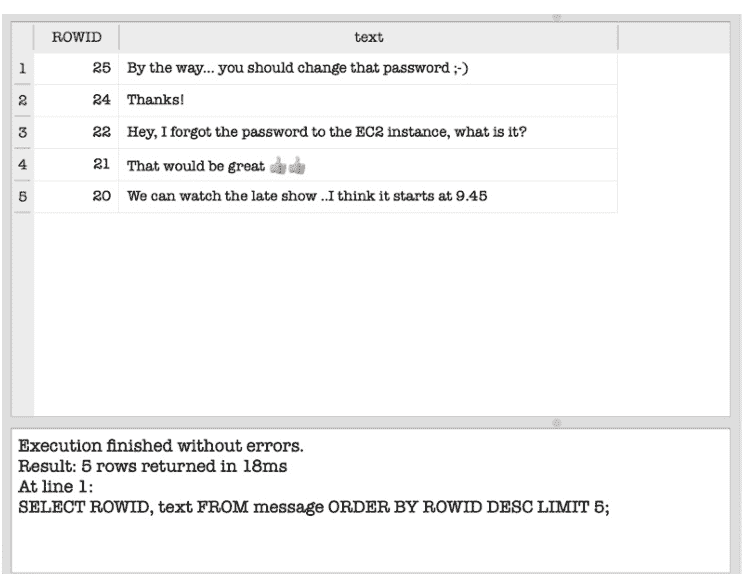 ROWID text
1 25 By the way... you should change that password ;-)
2 24 Thanks!
3 22 Hey, I forgot the password to the EC2 instance, what is it?
4 21 That would be great 👍👍
5 20 We can watch the late show ..I think it starts at 9.45
Execution finished without errors.
Result: 5 rows returned in 18ms
At line 1:
SELECT ROWID, text FROM message ORDER BY ROWID DESC LIMIT 5;